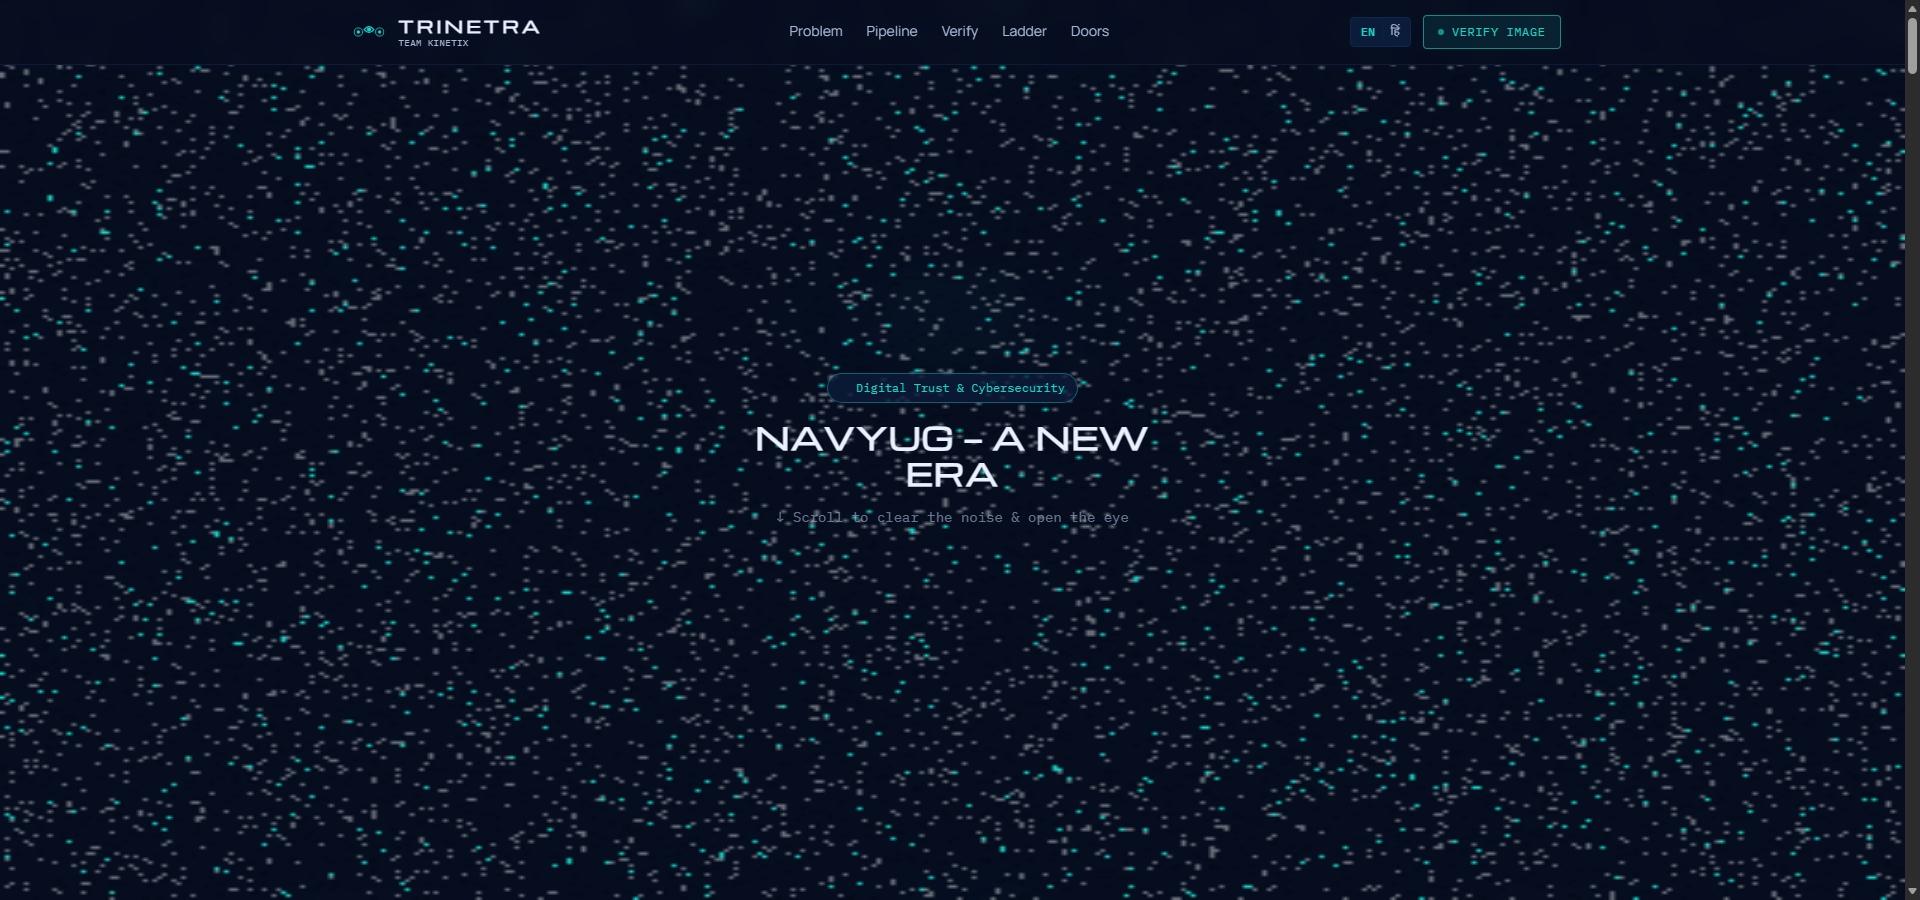 TRINETRA
TEAM KINETIX
Problem Pipeline Verify Ladder Doors
EN हिं
VERIFY IMAGE
Digital Trust & Cybersecurity
NAVYUG – A NEW
ERA
↓ Scroll to clear the noise & open the eye